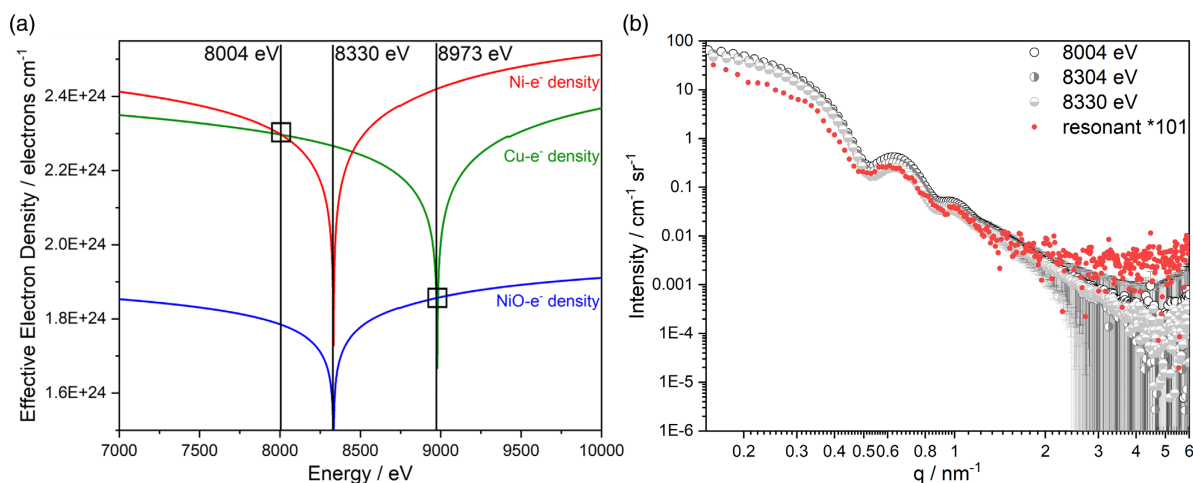 (a)
8004 eV
8330 eV
8973 eV
Ni-e⁻ density
Cu-e⁻ density
NiO-e⁻ density
2.4E+24
2.2E+24
2.0E+24
1.8E+24
1.6E+24
Effective Electron Density / electrons cm⁻¹
7000
7500
8000
8500
9000
9500
10000
Energy / eV
(b)
8004 eV
8304 eV
8330 eV
resonant *101
100
10
1
0.1
0.01
0.001
1E-4
1E-5
1E-6
Intensity / cm⁻¹ sr⁻¹
0.2
0.3
0.4
0.5
0.6
0.8
1
2
3
4
5
6
q / nm⁻¹